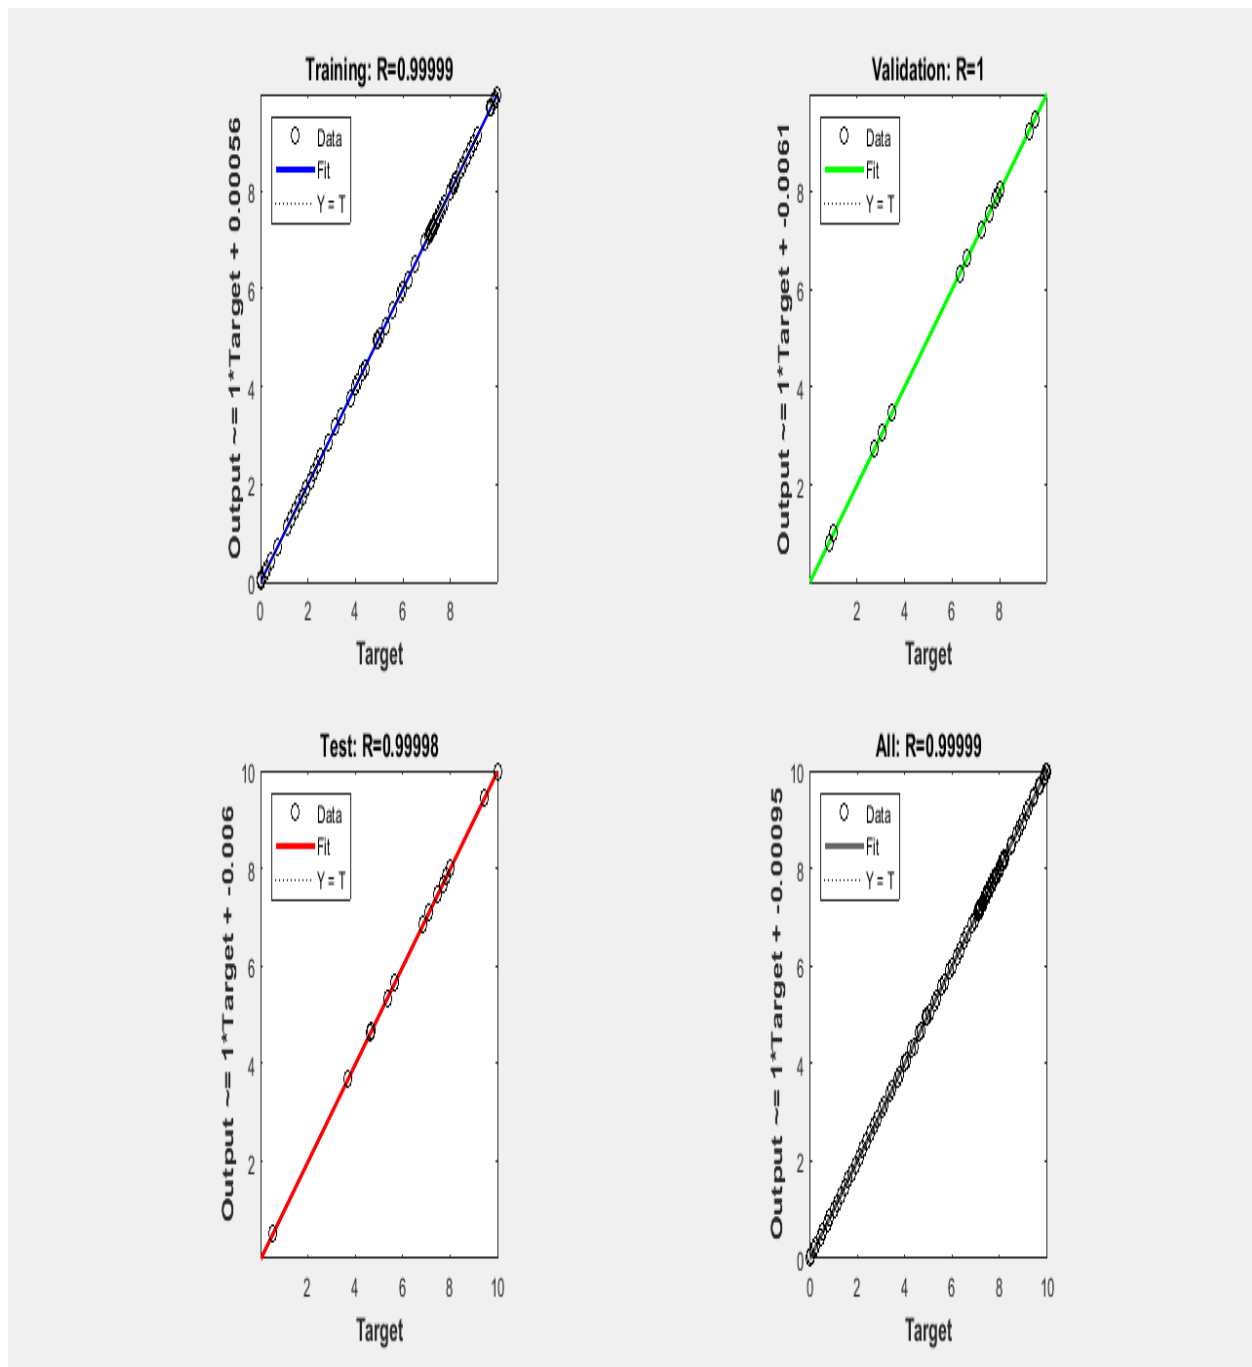 Training: R=0.99999
Output ~= 1*Target + 0.00056
Data
Fit
Y = T
8
6
4
2
0
0 2 4 6 8
Target
Validation: R=1
Output ~= 1*Target + -0.0061
Data
Fit
Y = T
8
6
4
2
2 4 6 8
Target
Test: R=0.99998
Output ~= 1*Target + -0.006
Data
Fit
Y = T
10
8
6
4
2
2 4 6 8 10
Target
All: R=0.99999
Output ~= 1*Target + -0.00095
Data
Fit
Y = T
10
8
6
4
2
0
0 2 4 6 8 10
Target